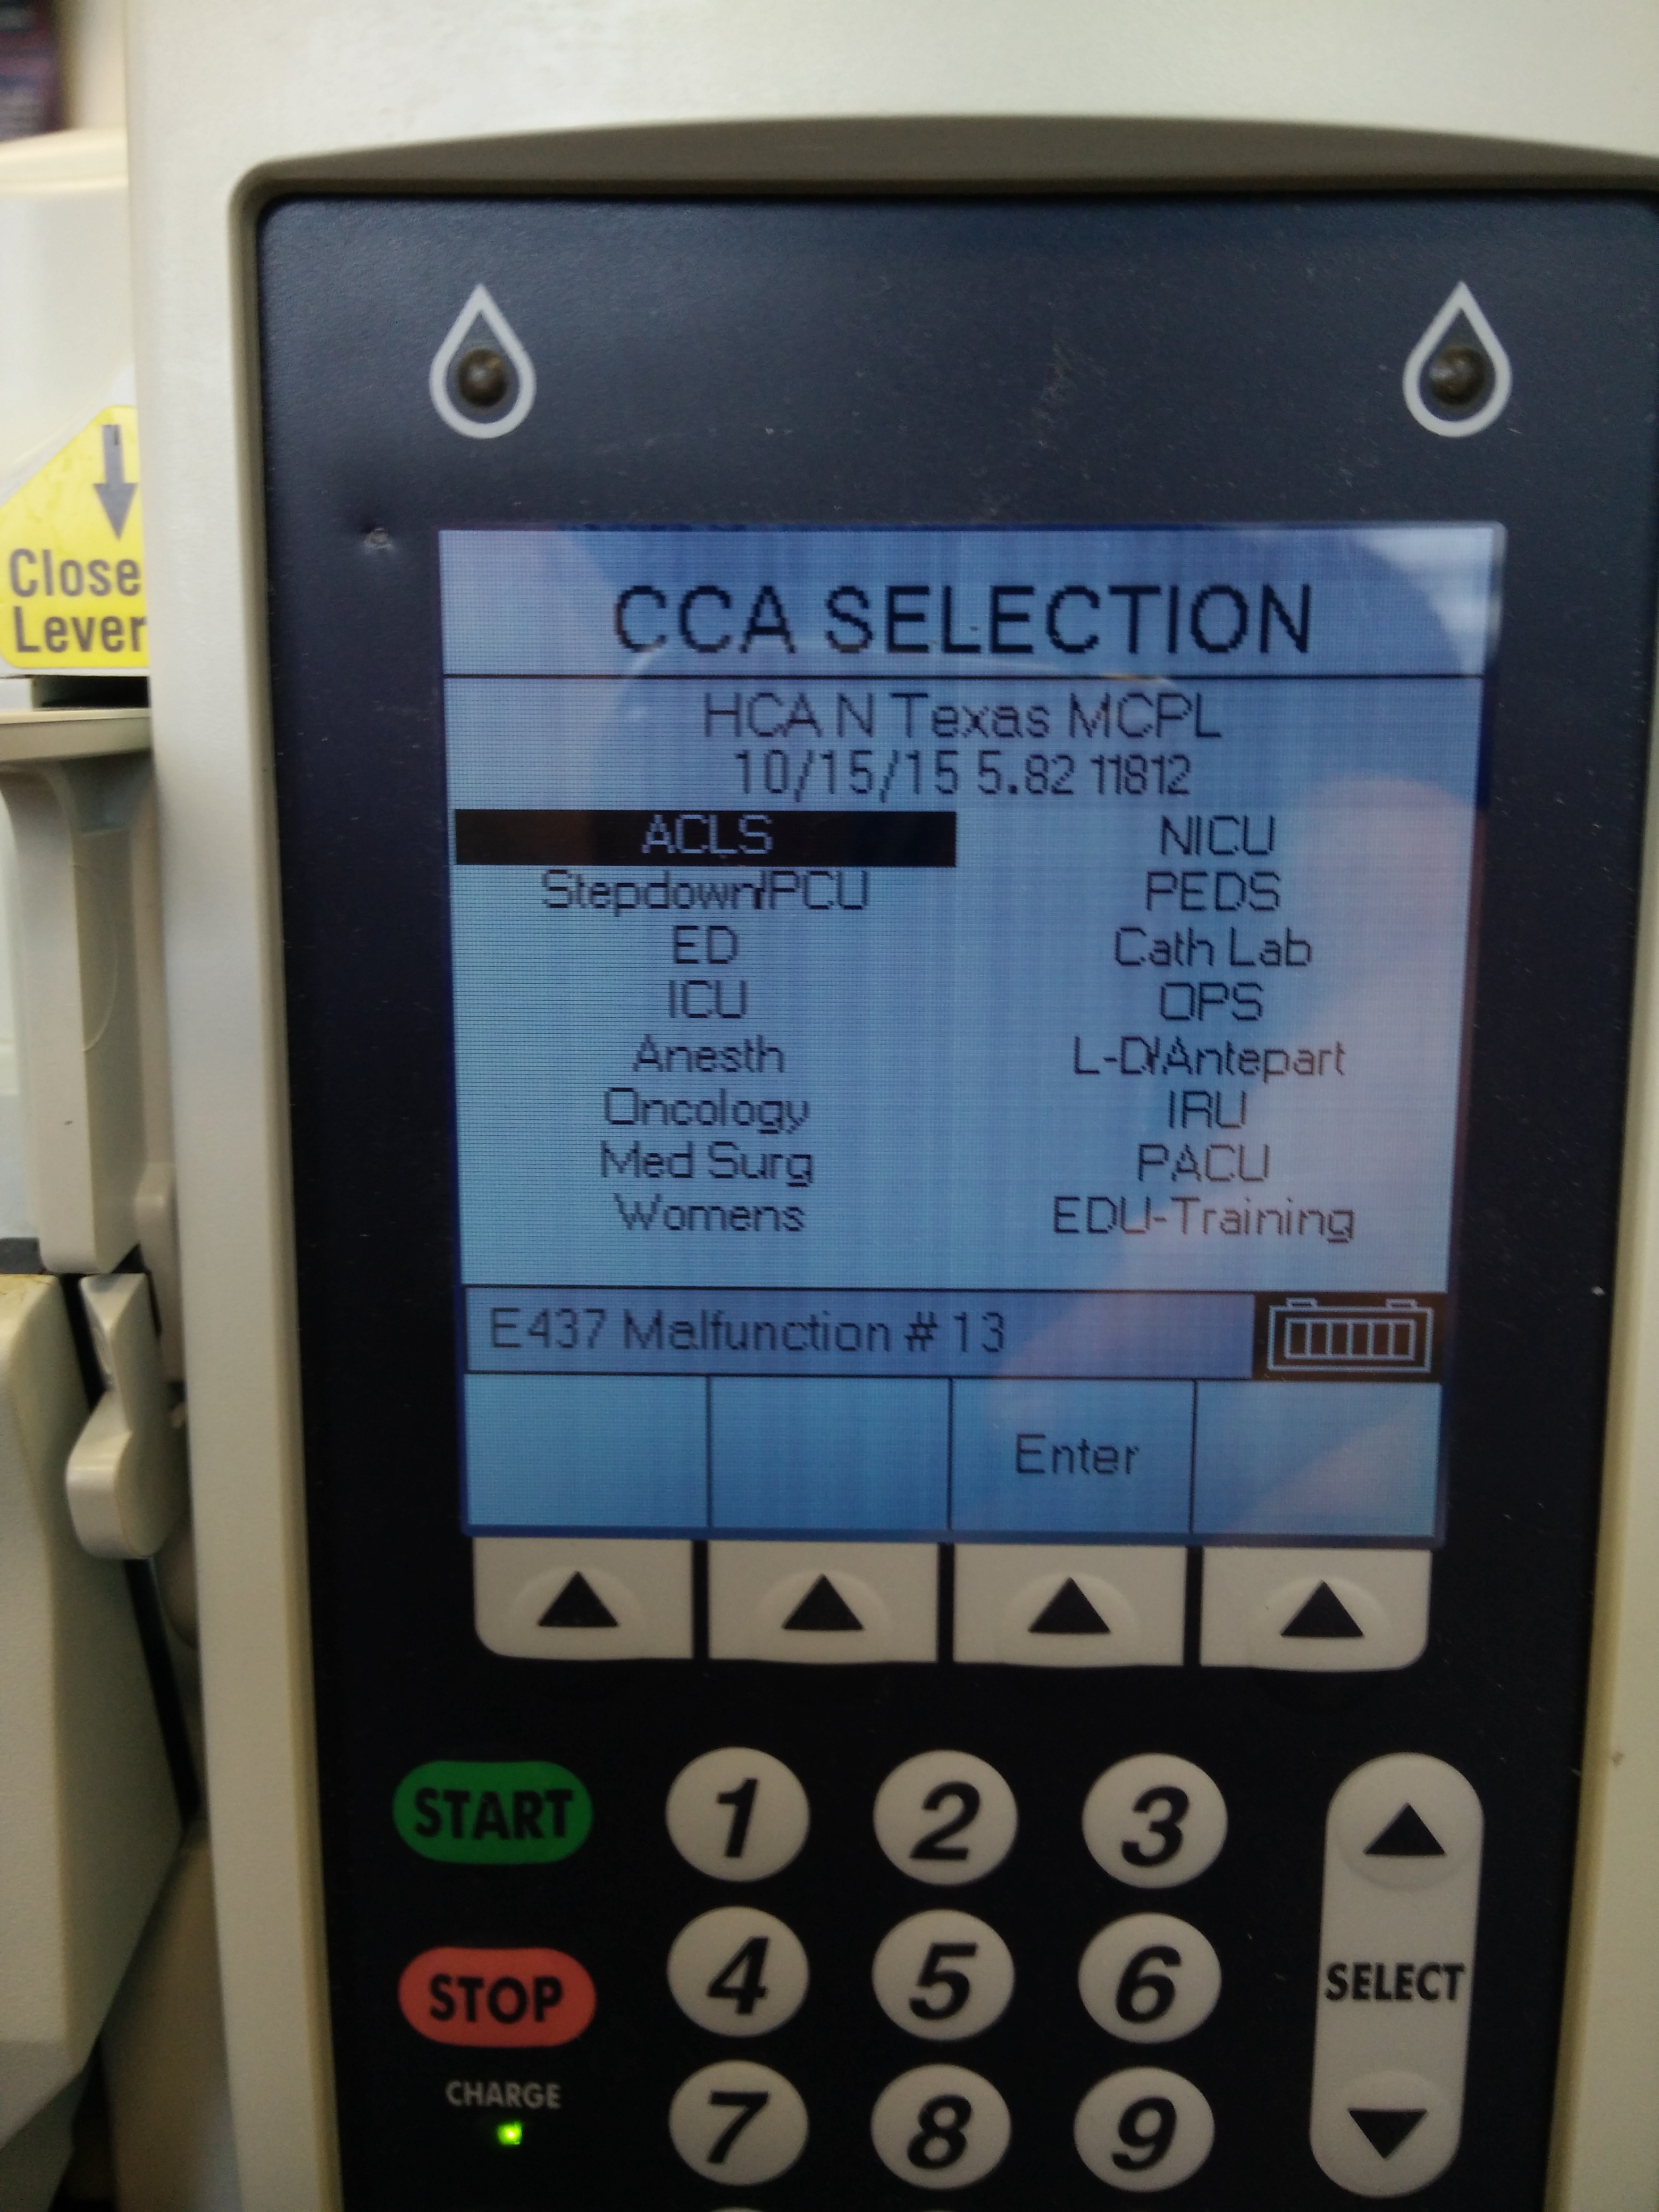 Close
Lever
CCA SELECTION
HCA N Texas MCPL
10/15/15 5.82 11812
ACLS NICU
Stepdown/PCU PEDS
ED Cath Lab
ICU OPS
Anesth L-D/Antepart
Oncology IRU
Med Surg PACU
Womens EDU-Training
E437 Malfunction # 13
Enter
START 1 2 3
STOP 4 5 6 SELECT
CHARGE 7 8 9